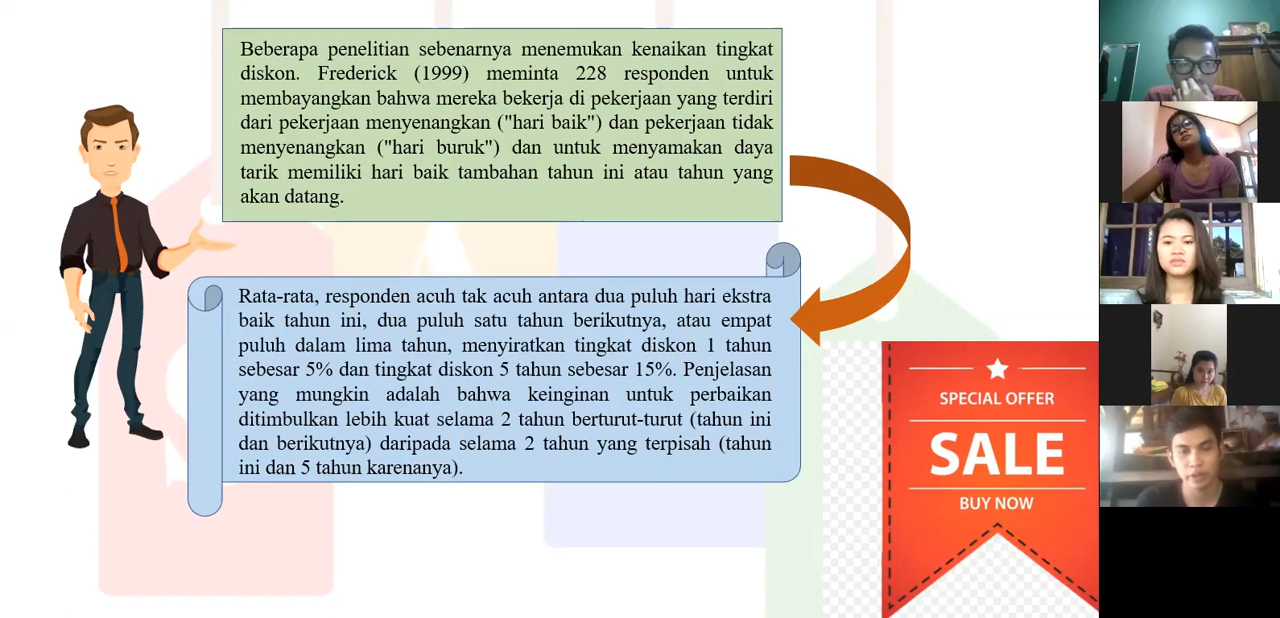 Beberapa penelitian sebenarnya menemukan kenaikan tingkat
diskon. Frederick (1999) meminta 228 responden untuk
membayangkan bahwa mereka bekerja di pekerjaan yang terdiri
dari pekerjaan menyenangkan ("hari baik") dan pekerjaan tidak
menyenangkan ("hari buruk") dan untuk menyamakan daya
tarik memiliki hari baik tambahan tahun ini atau tahun yang
akan datang.
Rata-rata, responden acuh tak acuh antara dua puluh hari ekstra
baik tahun ini, dua puluh satu tahun berikutnya, atau empat
puluh dalam lima tahun, menyiratkan tingkat diskon 1 tahun
sebesar 5% dan tingkat diskon 5 tahun sebesar 15%. Penjelasan
yang mungkin adalah bahwa keinginan untuk perbaikan
ditimbulkan lebih kuat selama 2 tahun berturut-turut (tahun ini
dan berikutnya) daripada selama 2 tahun yang terpisah (tahun
ini dan 5 tahun karenanya).
SPECIAL OFFER
SALE
BUY NOW